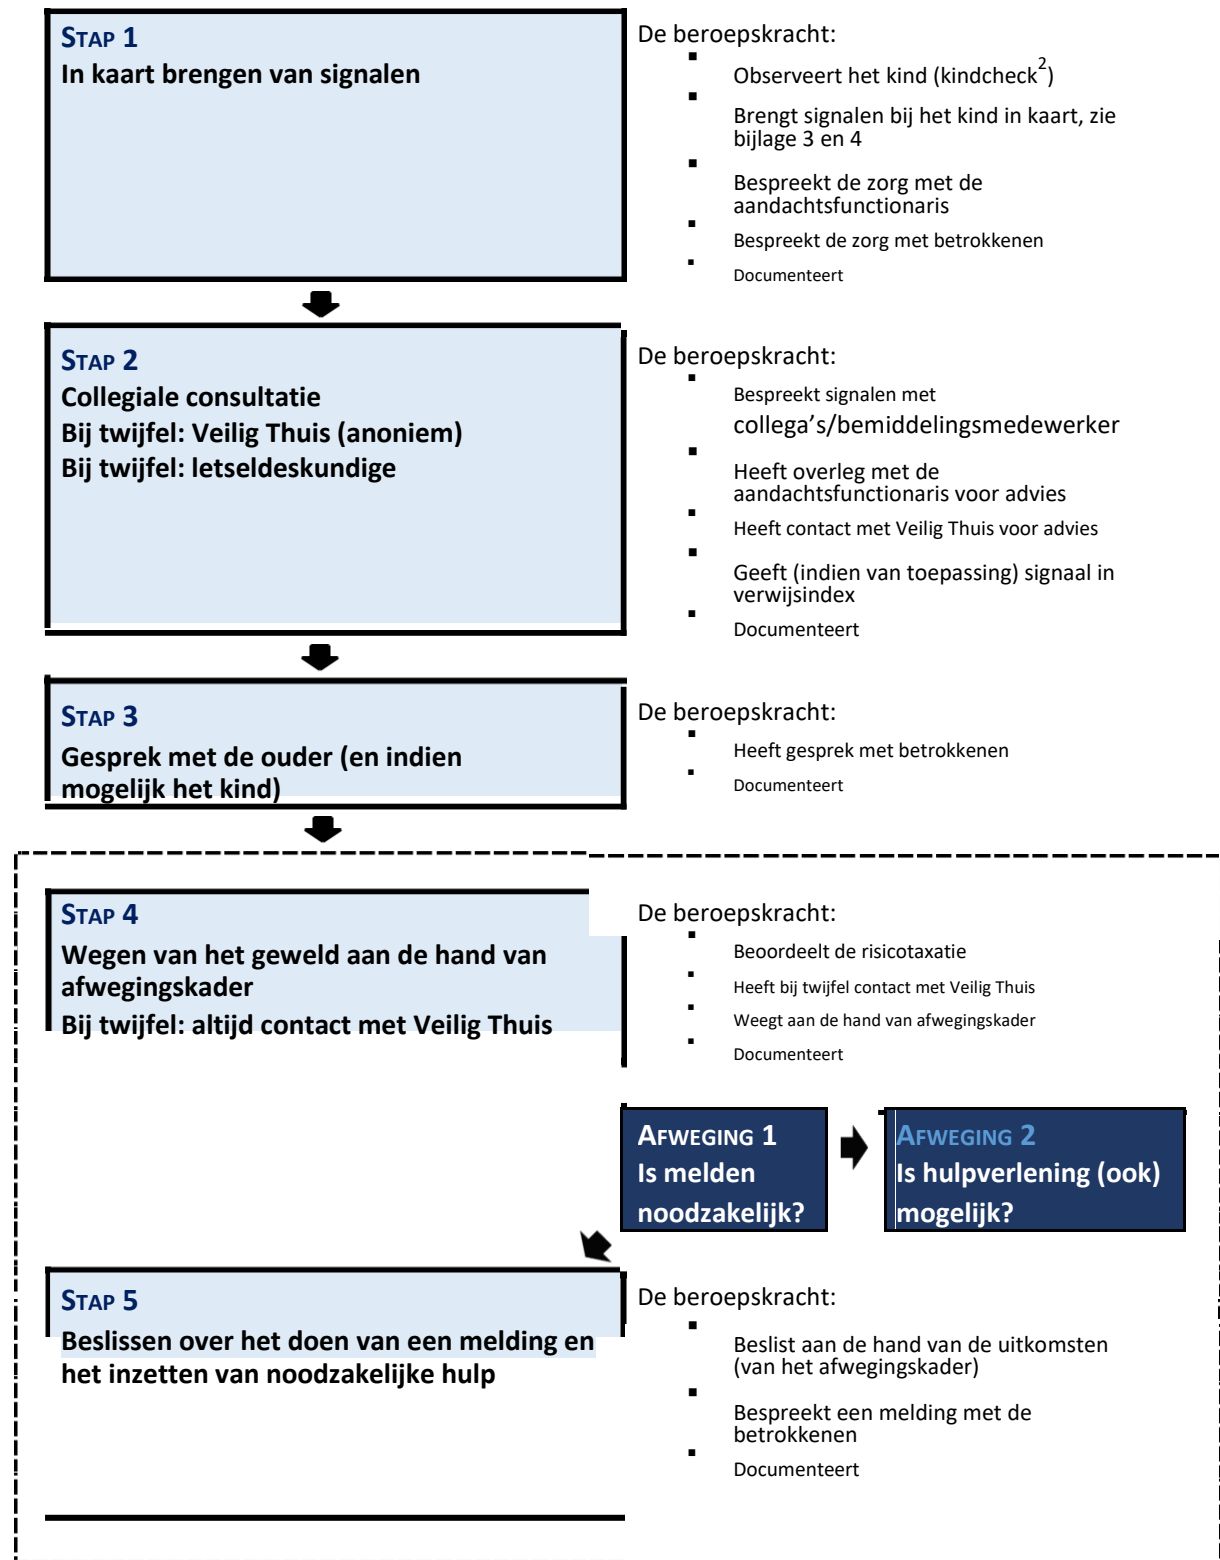 STAP 1
In kaart brengen van signalen
De beroepskracht:
▪ Observeert het kind (kindcheck2)
▪ Brengt signalen bij het kind in kaart, zie
bijlage 3 en 4
▪ Bespreekt de zorg met de
aandachtsfunctionaris
▪ Bespreekt de zorg met betrokkenen
▪ Documenteert
STAP 2
Collegiale consultatie
Bij twijfel: Veilig Thuis (anoniem)
Bij twijfel: letseldeskundige
De beroepskracht:
▪ Bespreekt signalen met
collega's/bemiddelingsmedewerker
▪ Heeft overleg met de
aandachtsfunctionaris voor advies
▪ Heeft contact met Veilig Thuis voor advies
▪ Geeft (indien van toepassing) signaal in
verwijsindex
▪ Documenteert
STAP 3
Gesprek met de ouder (en indien
mogelijk het kind)
De beroepskracht:
▪ Heeft gesprek met betrokkenen
▪ Documenteert
STAP 4
Wegen van het geweld aan de hand van
afwegingskader
Bij twijfel: altijd contact met Veilig Thuis
De beroepskracht:
▪ Beoordeelt de risicotaxatie
▪ Heeft bij twijfel contact met Veilig Thuis
▪ Weegt aan de hand van afwegingskader
▪ Documenteert
AFWEGING 1
Is melden
noodzakelijk?
AFWEGING 2
Is hulpverlening (ook)
mogelijk?
STAP 5
Beslissen over het doen van een melding en
het inzetten van noodzakelijke hulp
De beroepskracht:
▪ Beslist aan de hand van de uitkomsten
(van het afwegingskader)
▪ Bespreekt een melding met de
betrokkenen
▪ Documenteert